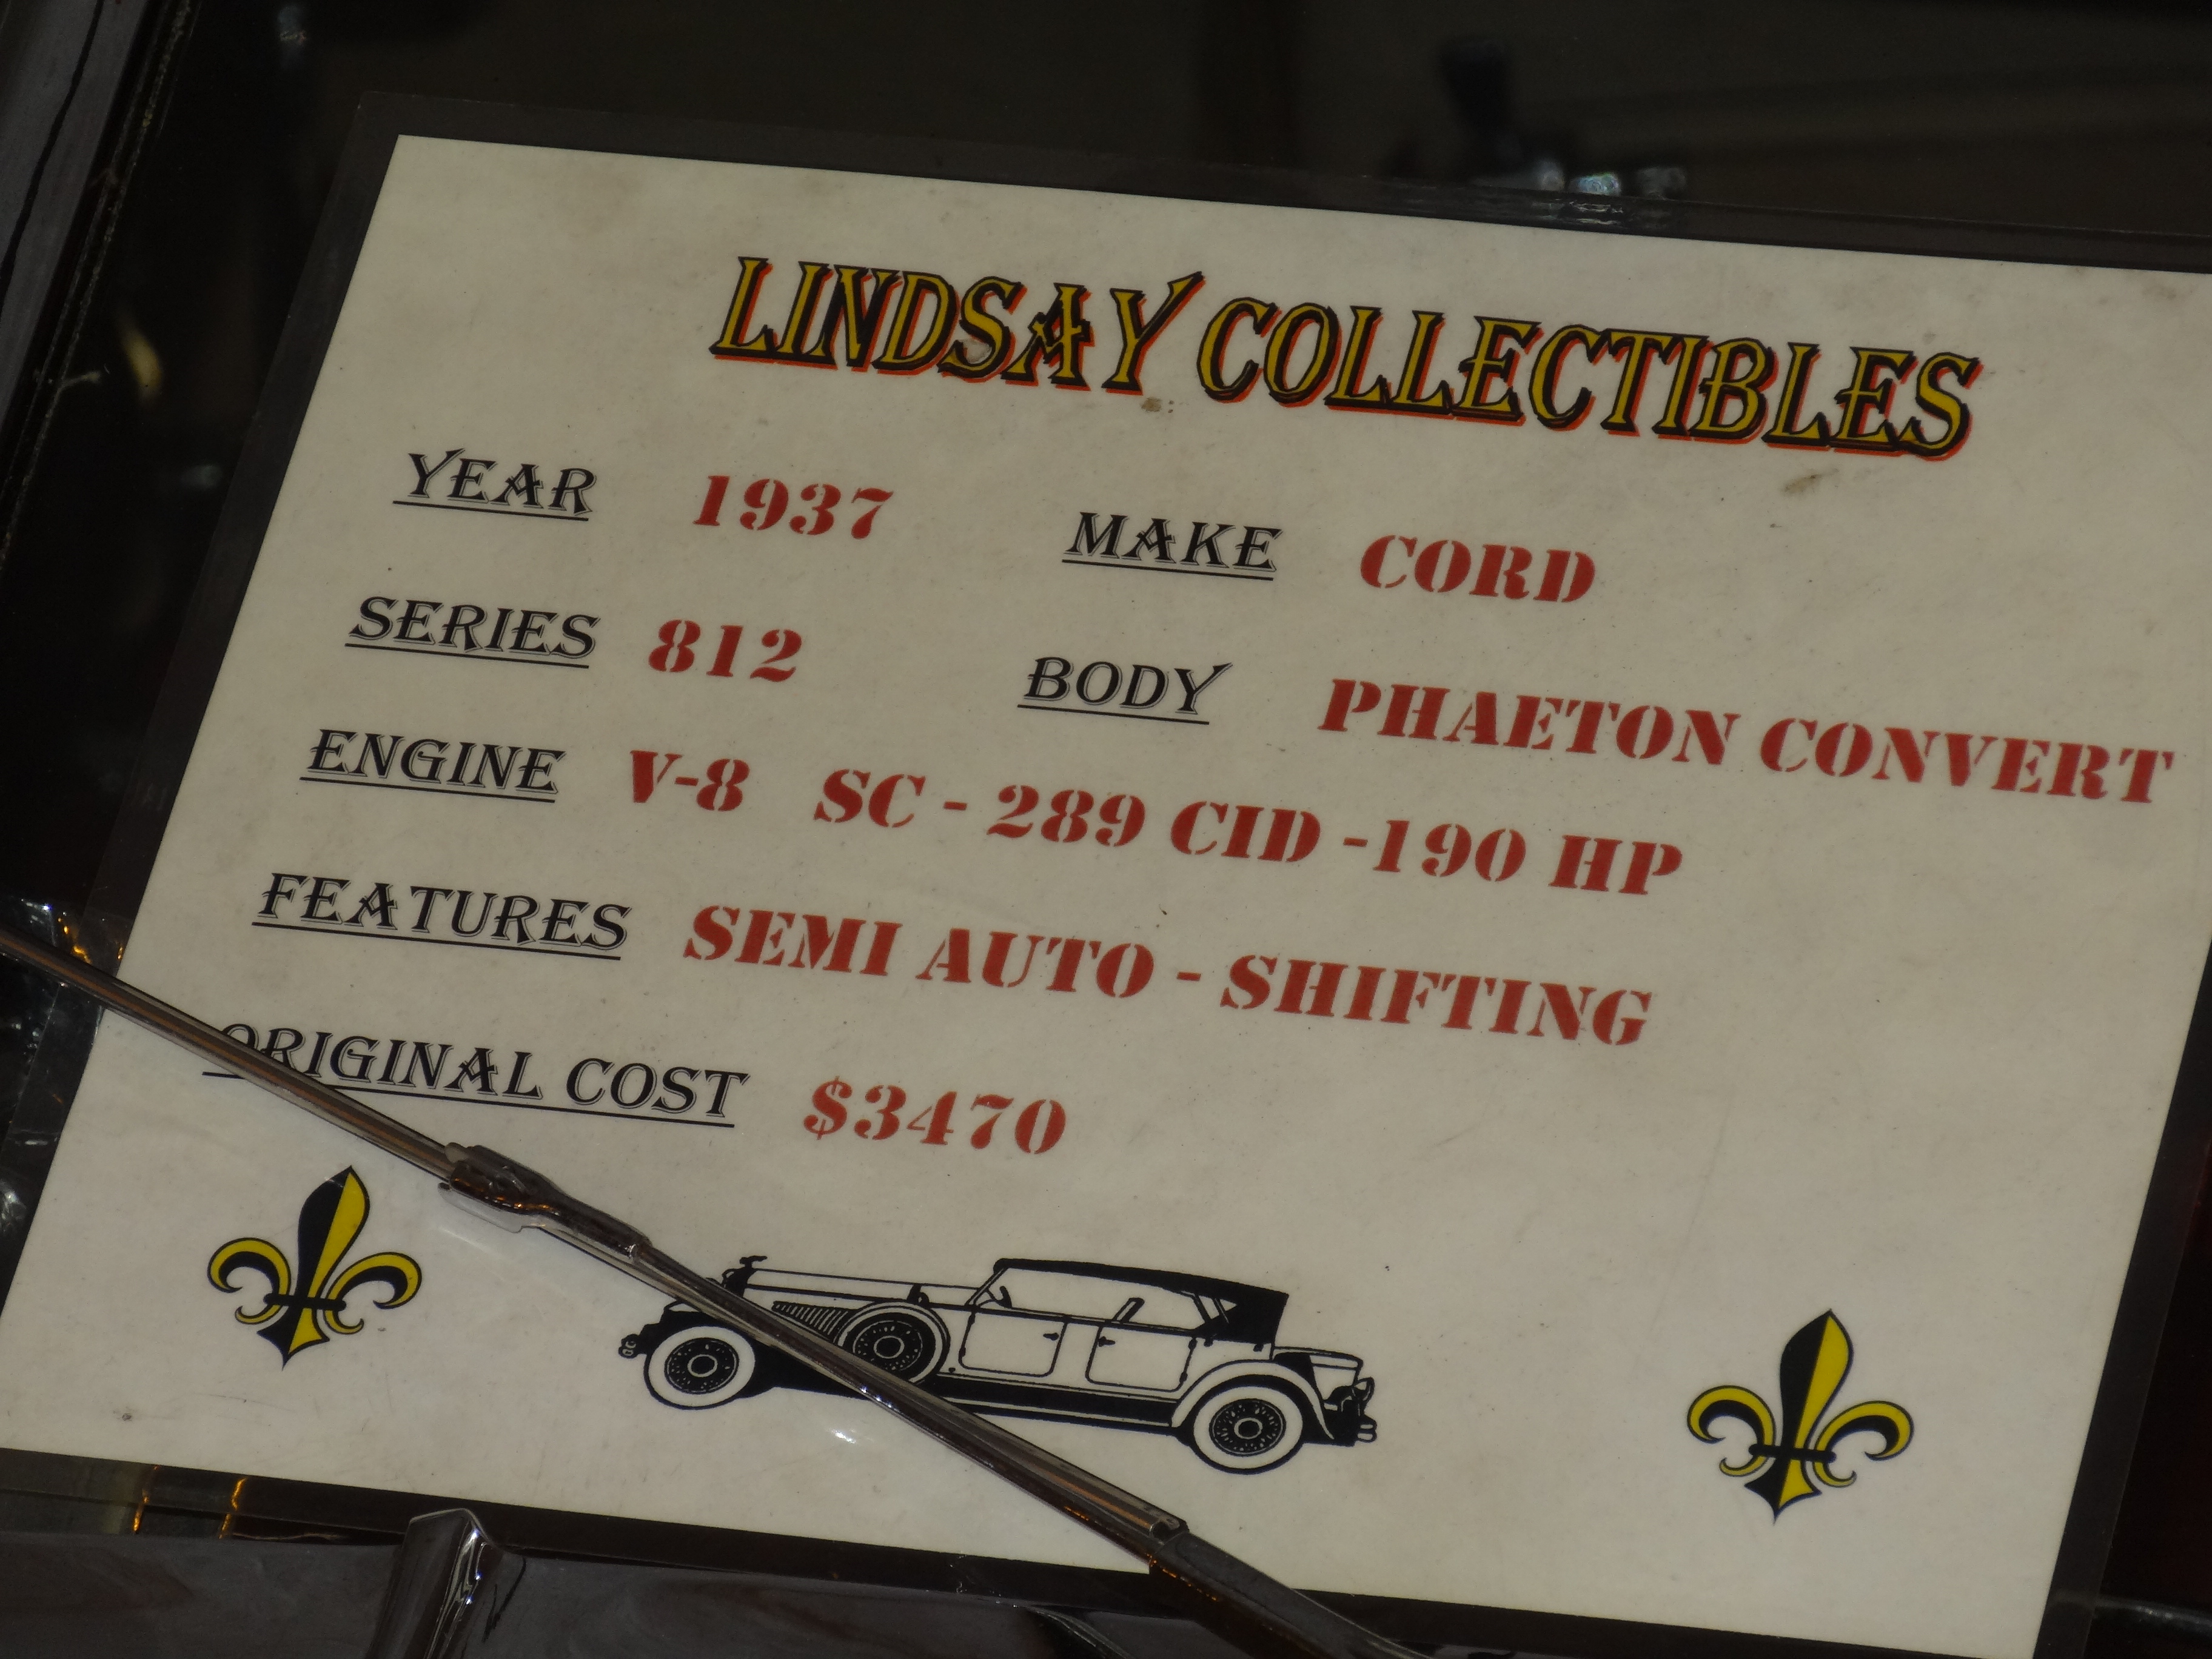 LINDSAY COLLECTIBLES
YEAR 1937 MAKE CORD
SERIES 812 BODY PHAETON CONVERT
ENGINE V-8 SC - 289 CID -190 HP
FEATURES SEMI AUTO - SHIFTING
ORIGINAL COST $3470